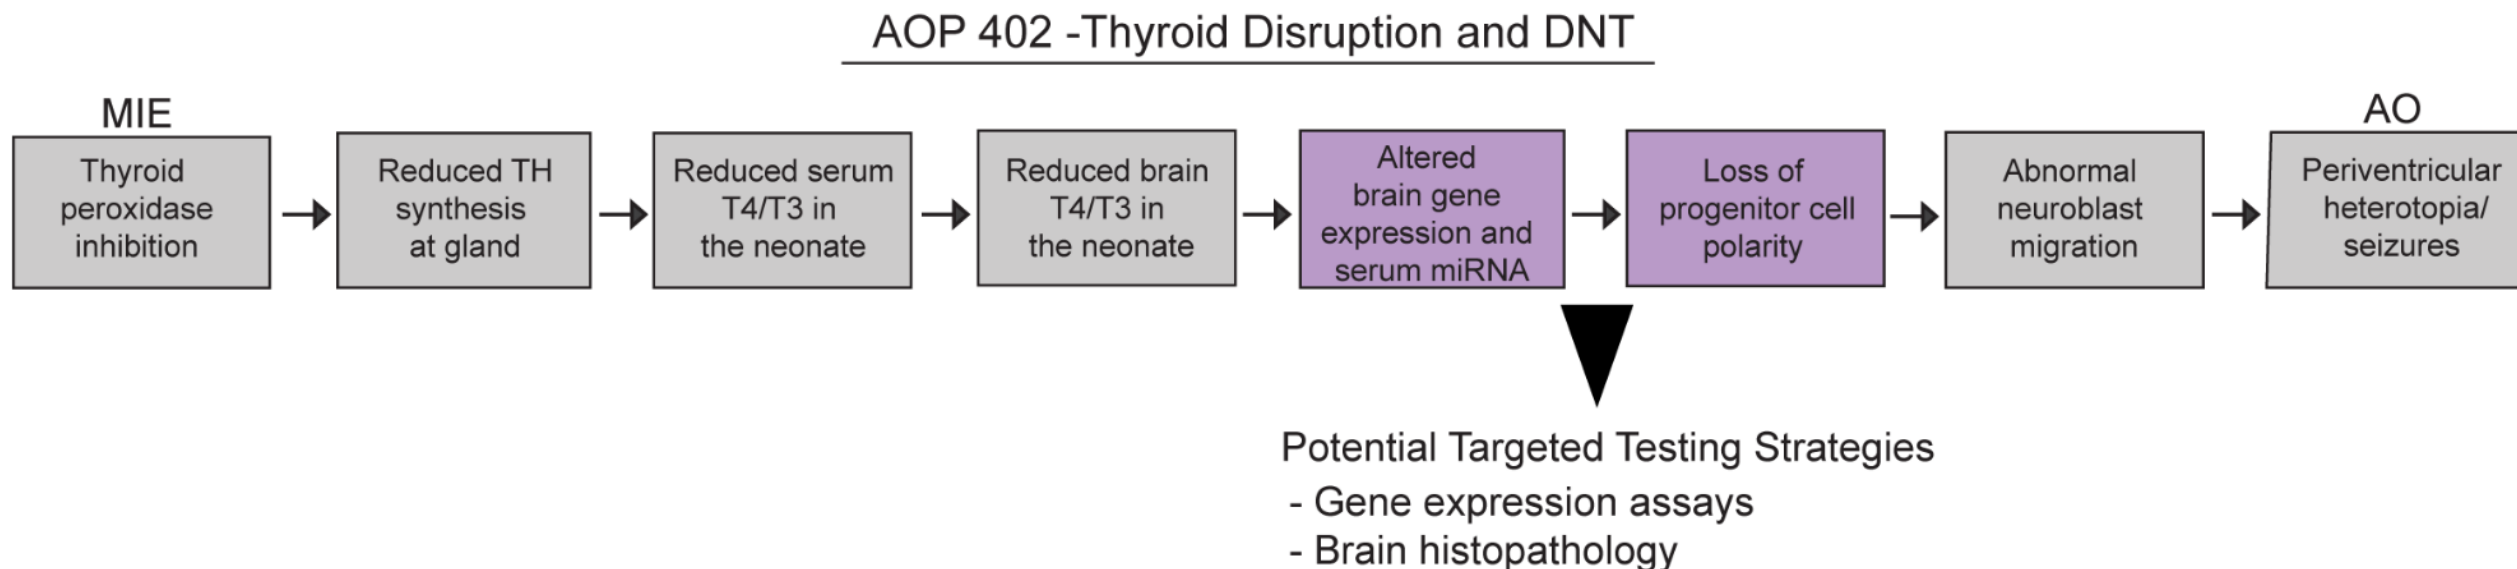 AOP 402 -Thyroid Disruption and DNT
MIE
Thyroid
peroxidase
inhibition
Reduced TH
synthesis
at gland
Reduced serum
T4/T3 in
the neonate
Reduced brain
T4/T3 in
the neonate
Altered
brain gene
expression and
serum miRNA
Loss of
progenitor cell
polarity
Abnormal
neuroblast
migration
AO
Periventricular
heterotopia/
seizures
Potential Targeted Testing Strategies
- Gene expression assays
- Brain histopathology